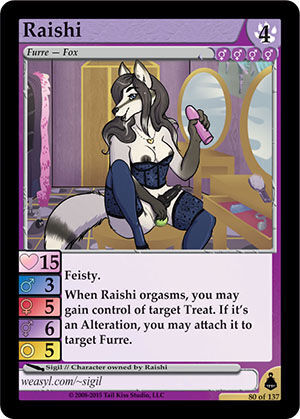 Raishi
4
Furre — Fox
15
3
5
6
5
Feisty.
When Raishi orgasms, you may
gain control of target Treat. If it's
an Alteration, you may attach it to
target Furre.
Sigil // Character owned by Raishi
weasyl.com/~sigil
© 2008-2015 Tail Kiss Studio, LLC
80 of 137